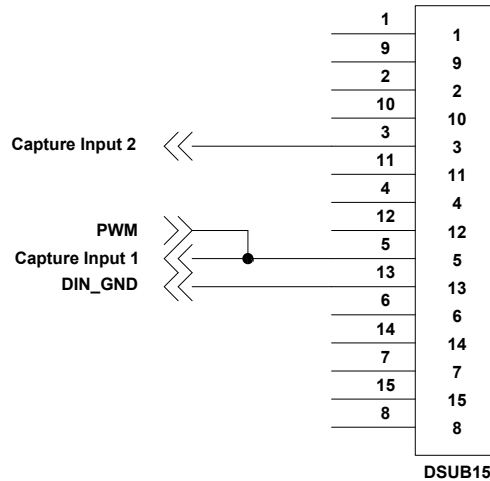 1 1
9 9
2 2
10 10
Capture Input 2 3 3
11 11
4 4
PWM 12 12
Capture Input 1 5 5
DIN_GND 13 13
6 6
14 14
7 7
15 15
8 8
DSUB15